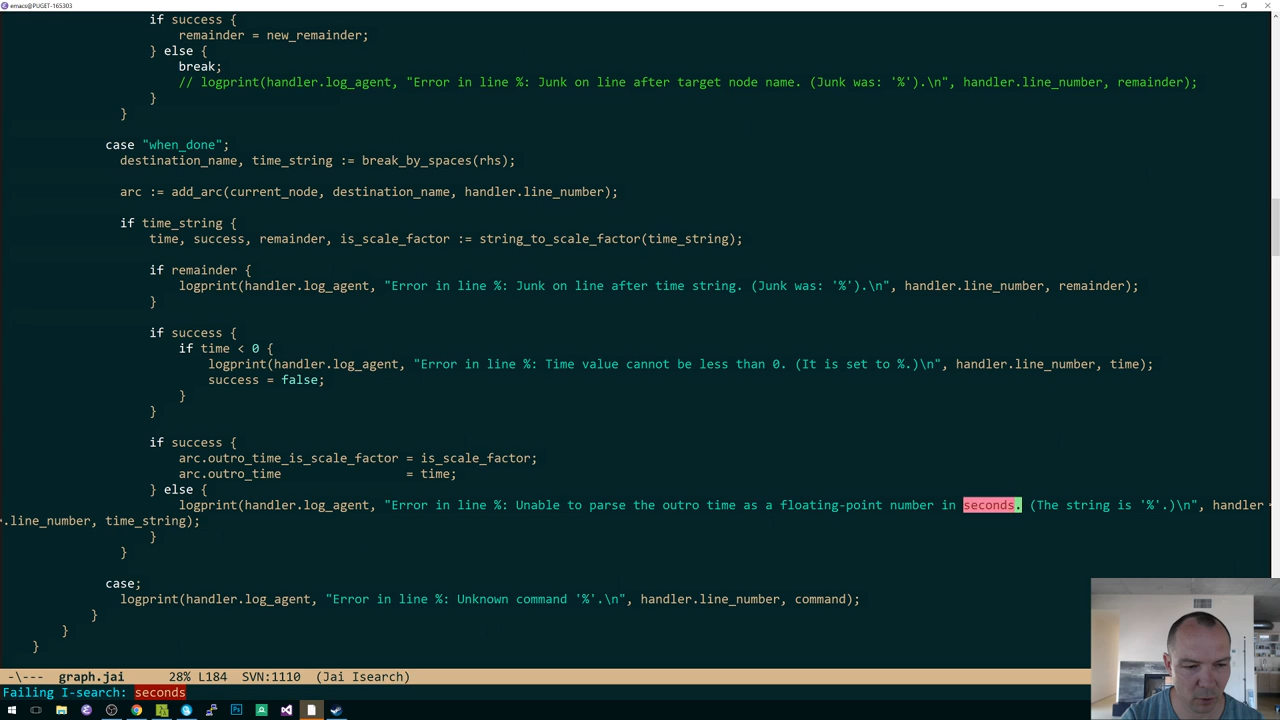 emacs@PUGET-165303
if success {
remainder = new_remainder;
} else {
break;
// logprint(handler.log_agent, "Error in line %: Junk on line after target node name. (Junk was: '%').\n", handler.line_number, remainder);
}
}
case "when_done";
destination_name, time_string := break_by_spaces(rhs);
arc := add_arc(current_node, destination_name, handler.line_number);
if time_string {
time, success, remainder, is_scale_factor := string_to_scale_factor(time_string);
if remainder {
logprint(handler.log_agent, "Error in line %: Junk on line after time string. (Junk was: '%').\n", handler.line_number, remainder);
}
if success {
if time < 0 {
logprint(handler.log_agent, "Error in line %: Time value cannot be less than 0. (It is set to %.)\n", handler.line_number, time);
success = false;
}
}
if success {
arc.outro_time_is_scale_factor = is_scale_factor;
arc.outro_time                 = time;
} else {
logprint(handler.log_agent, "Error in line %: Unable to parse the outro time as a floating-point number in seconds. (The string is '%'.)\n", handler
.line_number, time_string);
}
}
case;
logprint(handler.log_agent, "Error in line %: Unknown command '%'.\n", handler.line_number, command);
}
}
}
-\--- graph.jai 28% L184 SVN:1110 (Jai Isearch)
Failing I-search: seconds